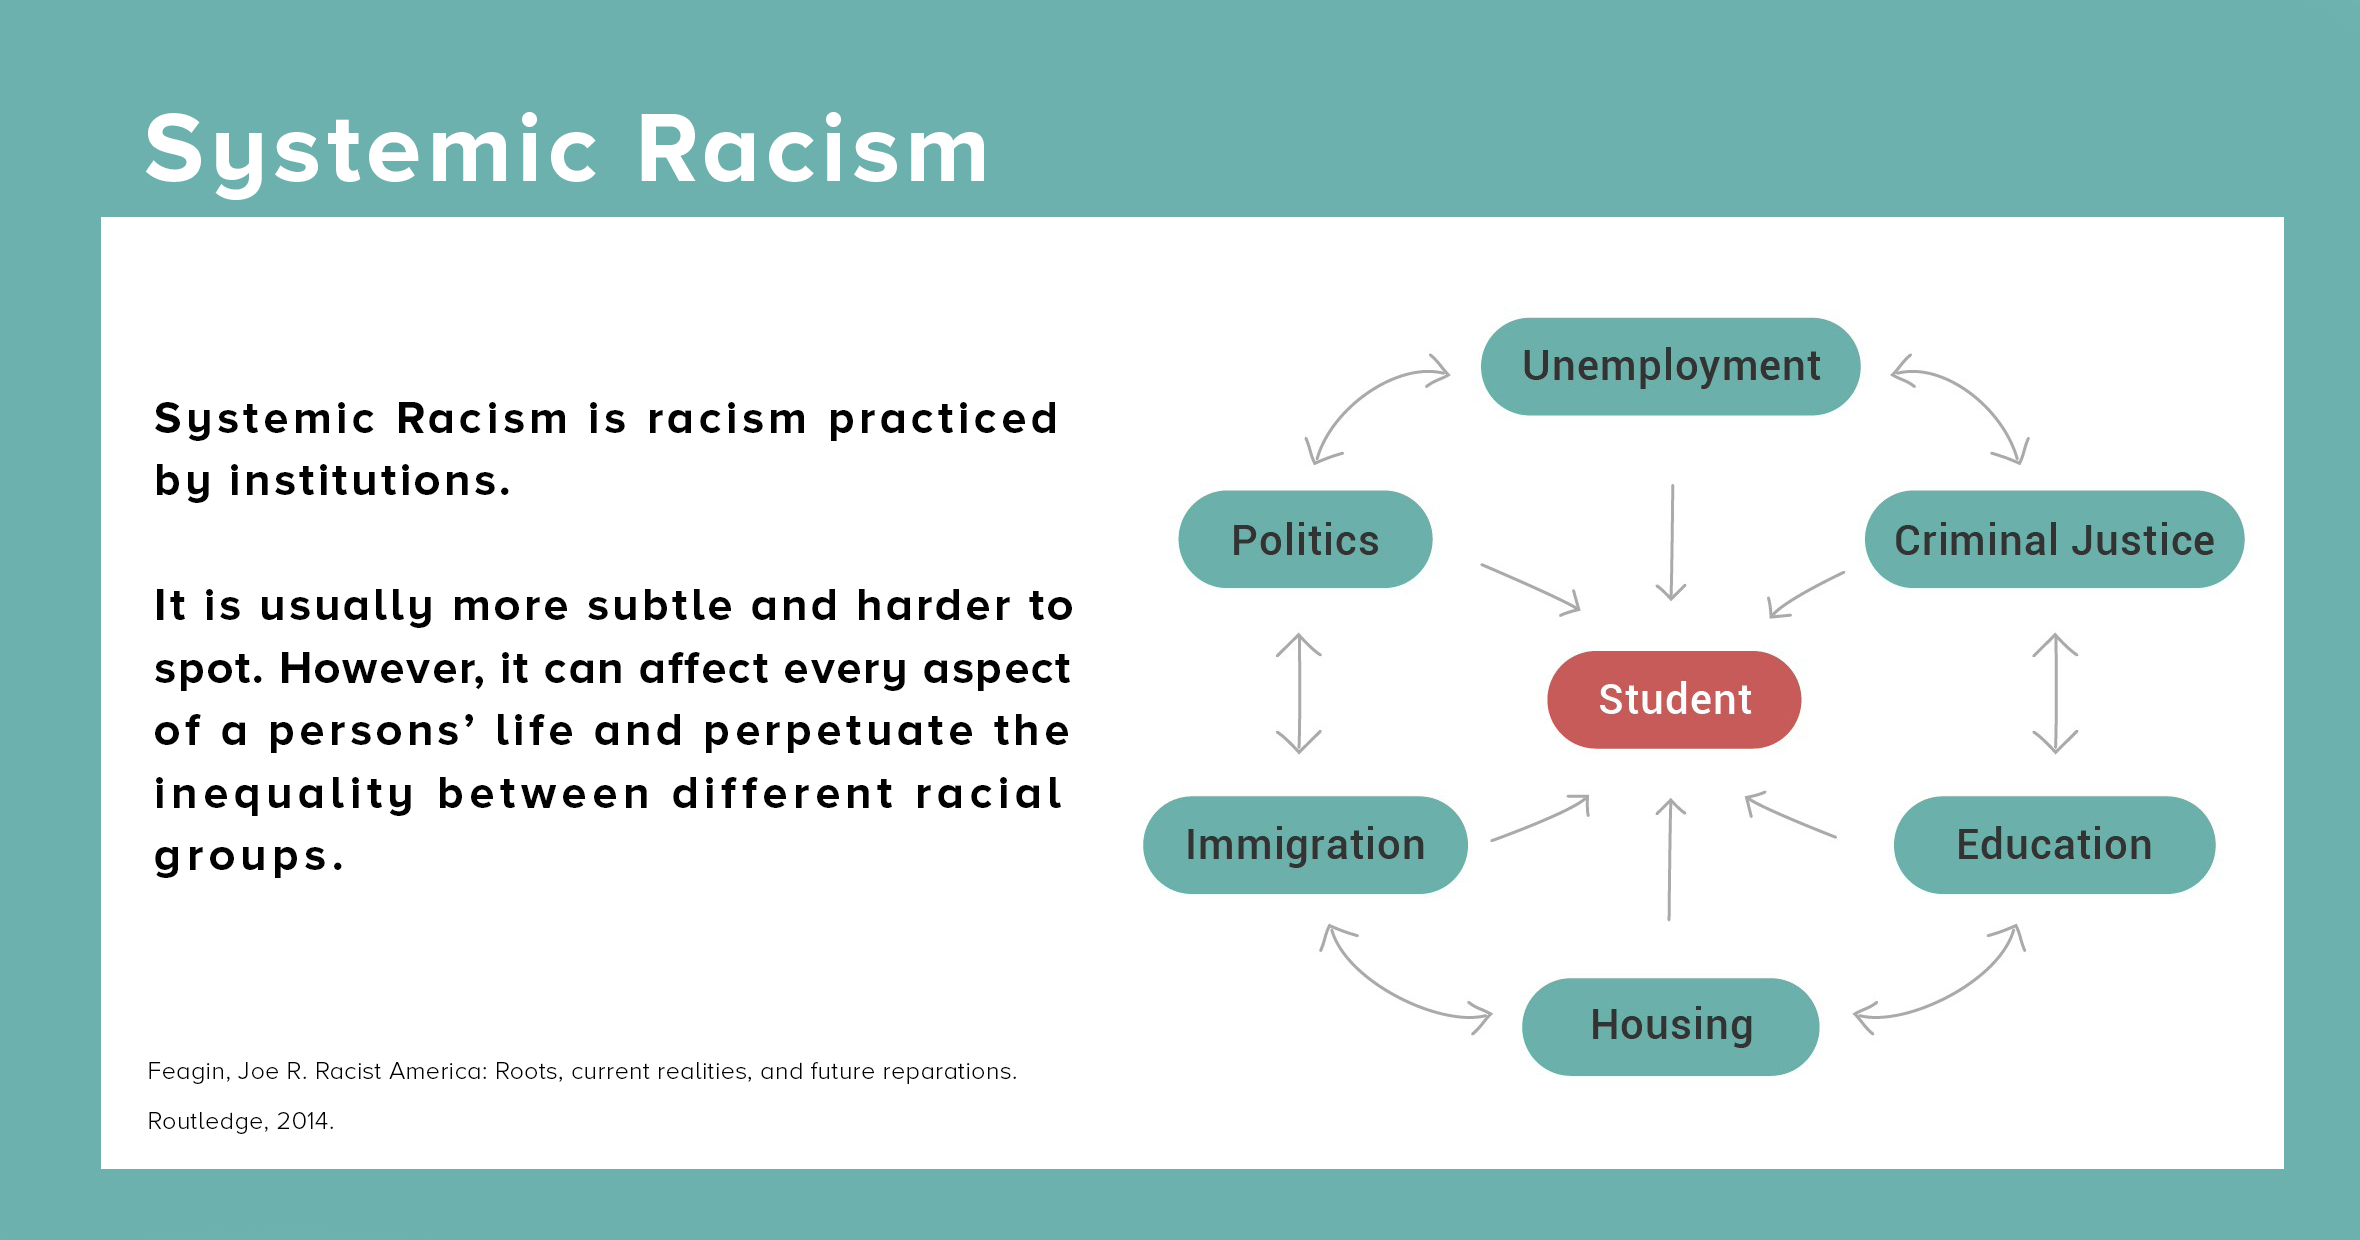 Systemic Racism
Systemic Racism is racism practiced
by institutions.
It is usually more subtle and harder to
spot. However, it can affect every aspect
of a persons’ life and perpetuate the
inequality between different racial
groups.
Feagin, Joe R. Racist America: Roots, current realities, and future reparations.
Routledge, 2014.
Unemployment
Politics
Criminal Justice
Student
Immigration
Education
Housing